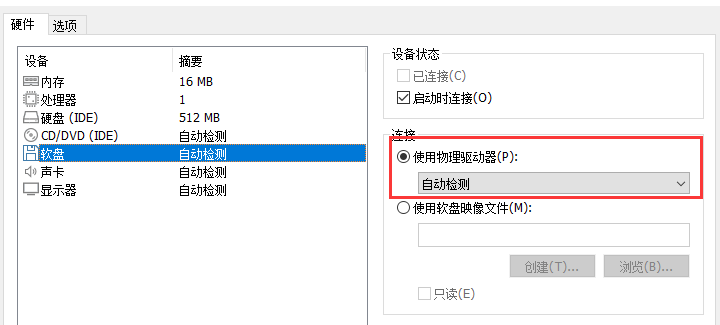 硬件 选项
设备 摘要
内存 16 MB
处理器 1
硬盘 (IDE) 512 MB
CD/DVD (IDE) 自动检测
软盘 自动检测
声卡 自动检测
显示器 自动检测
设备状态
已连接(C)
启动时连接(O)
连接
使用物理驱动器(P):
自动检测
使用软盘映像文件(M):
创建(T)... 浏览(B)...
只读(E)